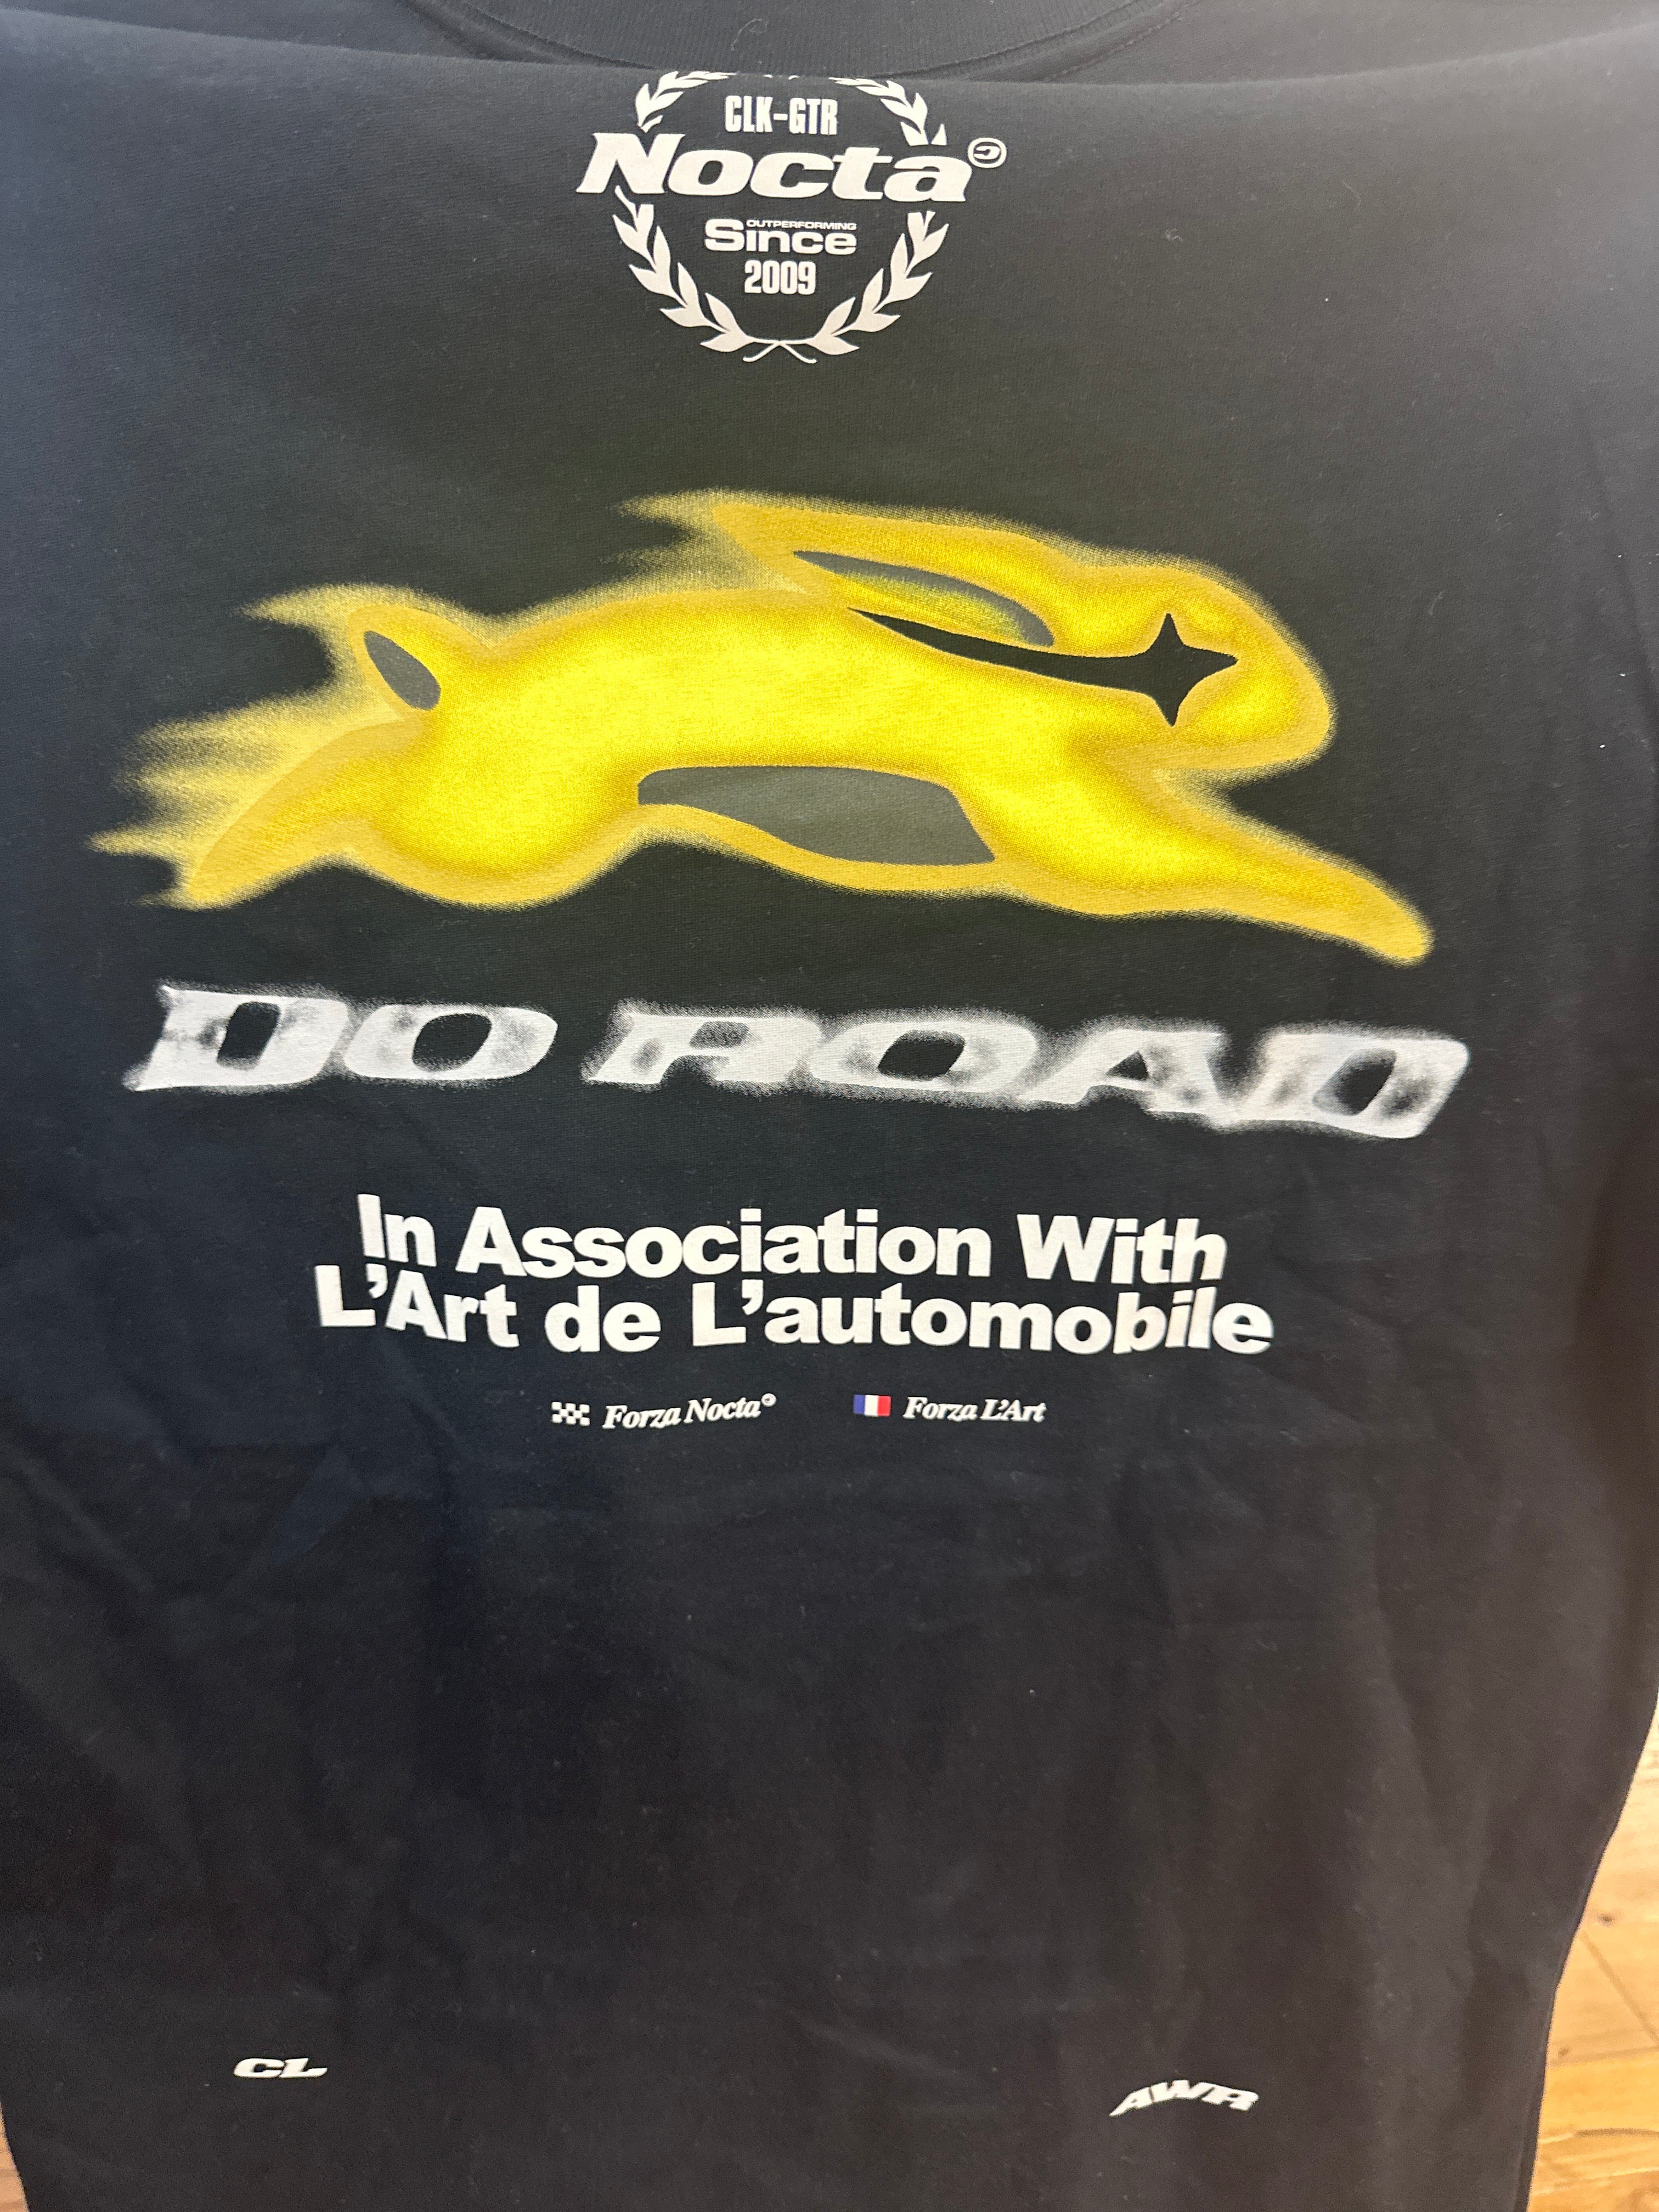 CLK-GTR
Nocta
OUTPERFORMING
Since
2009
DO ROAD
In Association With
L'Art de L'automobile
Forza Nocta
Forza L'Art
CL
AWR